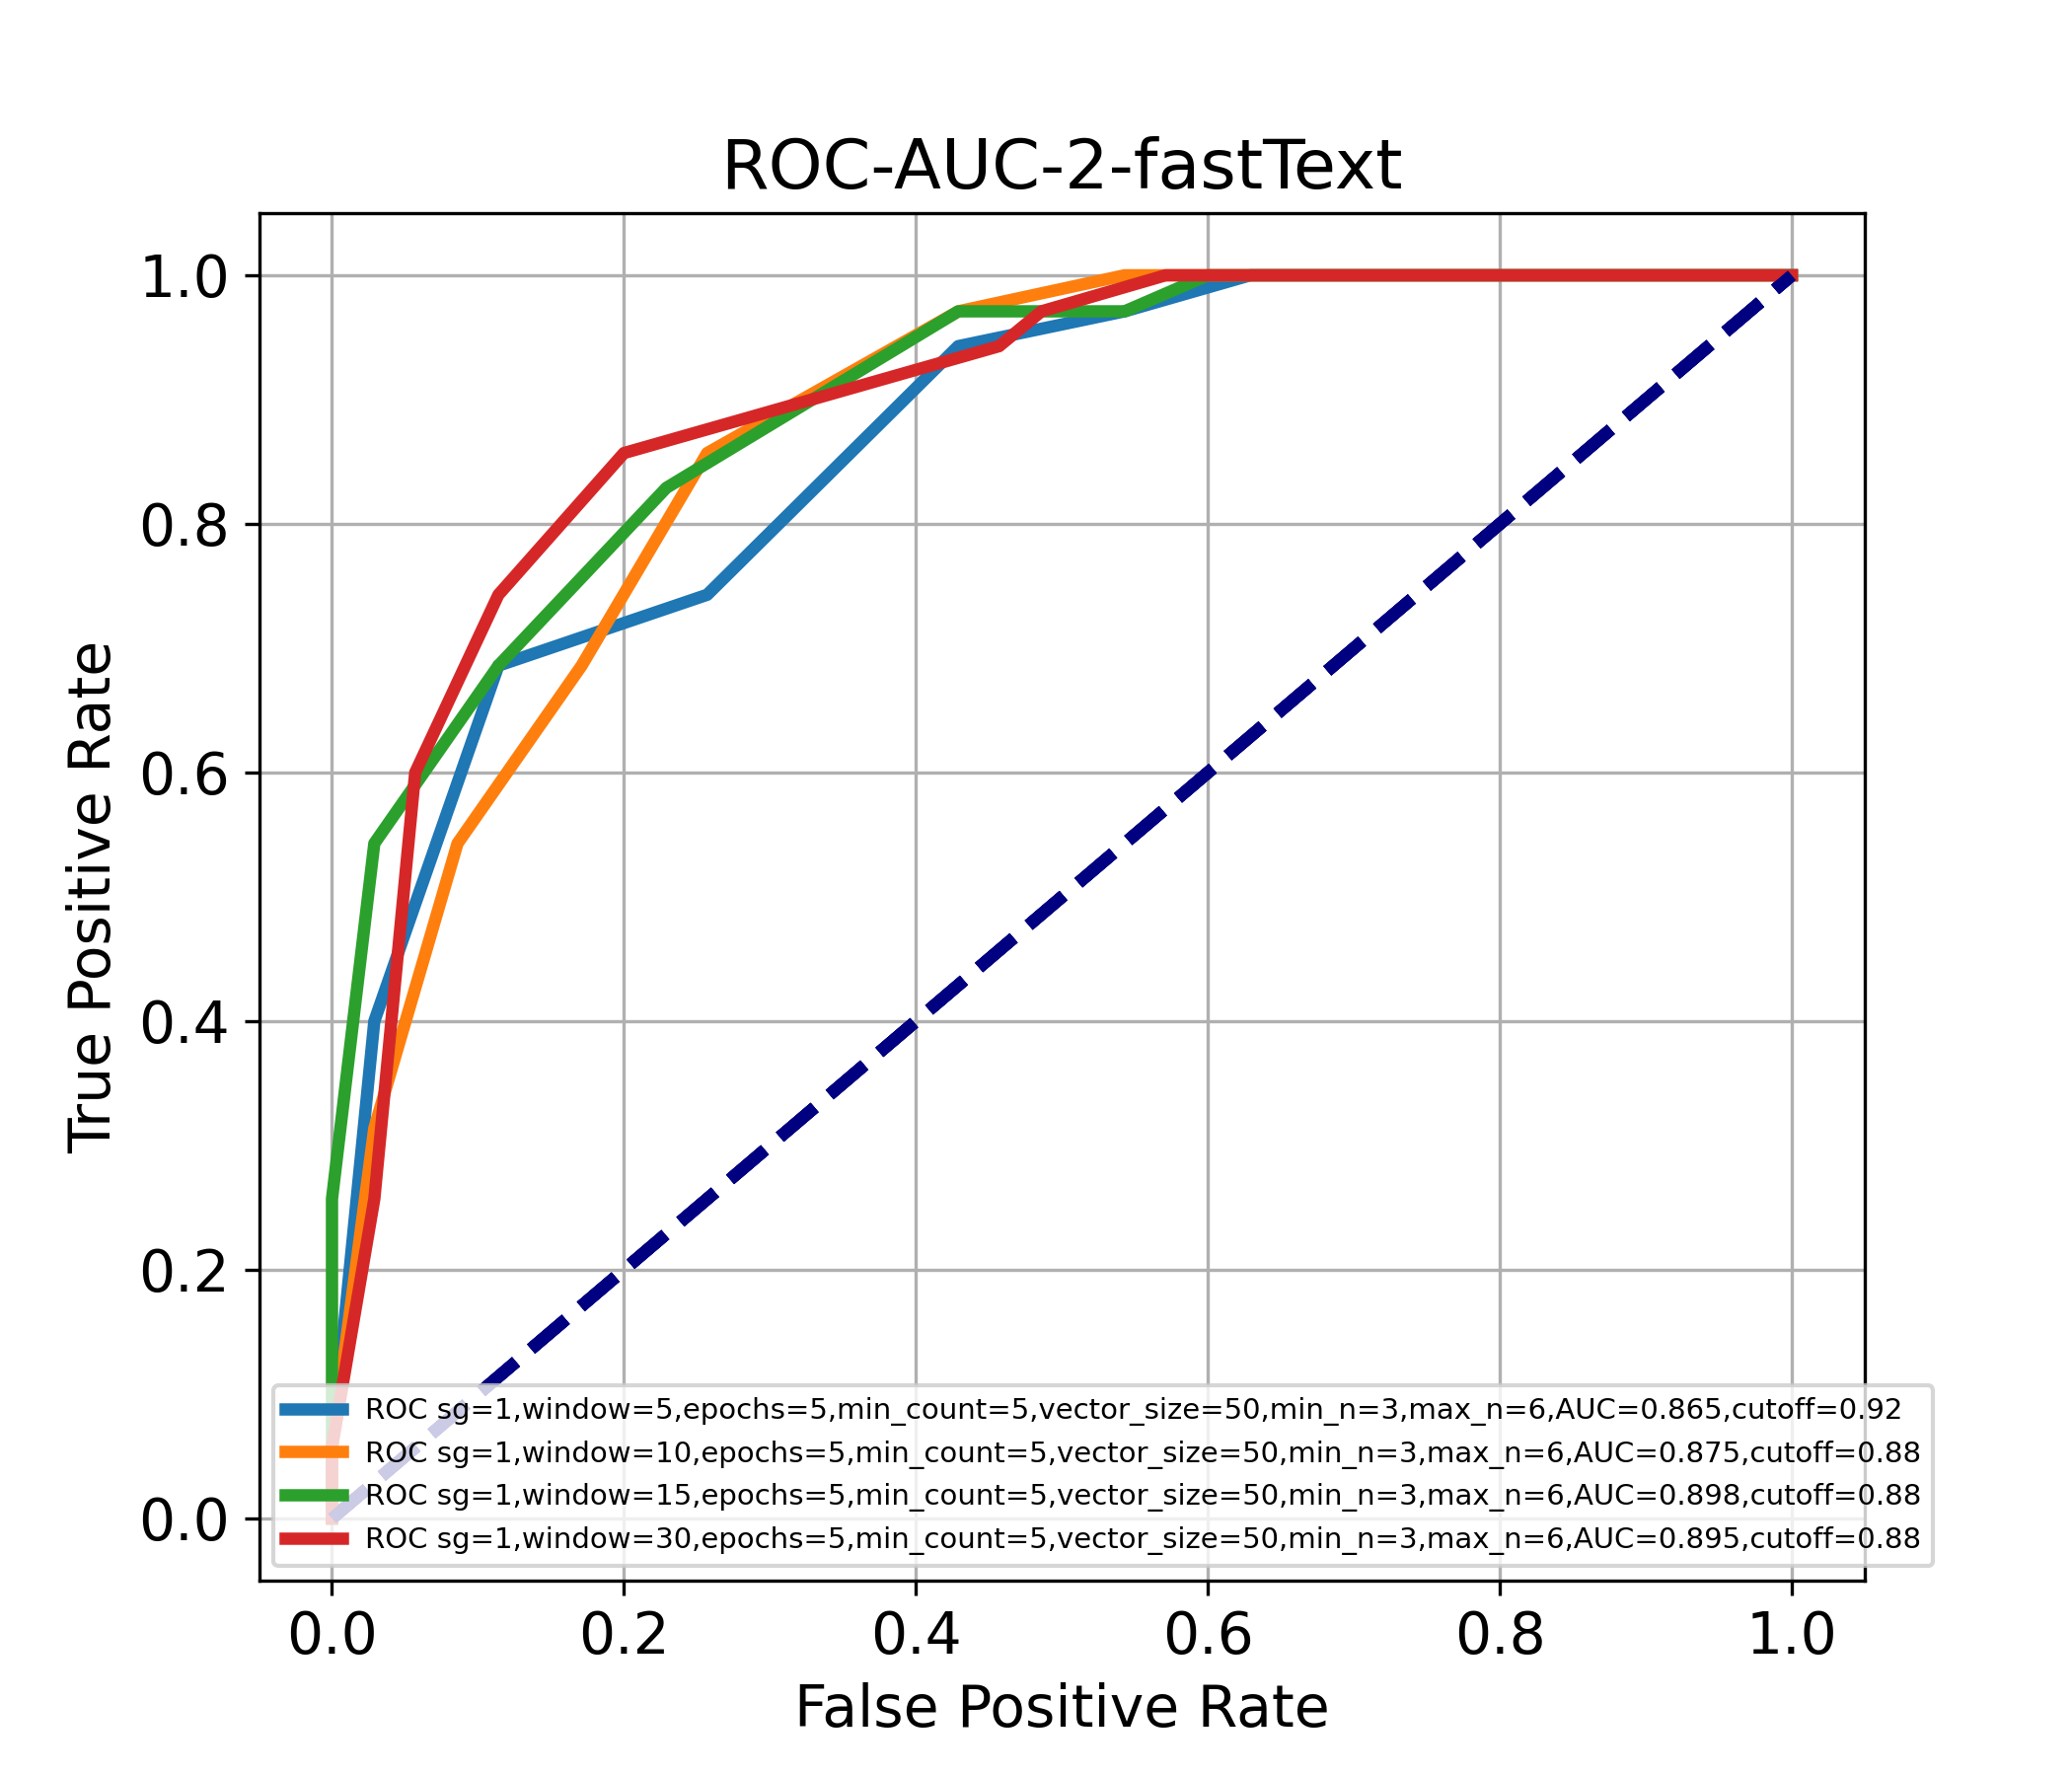 ROC-AUC-2-fastText
True Positive Rate
1.0
0.8
0.6
0.4
0.2
0.0
ROC sg=1,window=5,epochs=5,min_count=5,vector_size=50,min_n=3,max_n=6,AUC=0.865,cutoff=0.92
ROC sg=1,window=10,epochs=5,min_count=5,vector_size=50,min_n=3,max_n=6,AUC=0.875,cutoff=0.88
ROC sg=1,window=15,epochs=5,min_count=5,vector_size=50,min_n=3,max_n=6,AUC=0.898,cutoff=0.88
ROC sg=1,window=30,epochs=5,min_count=5,vector_size=50,min_n=3,max_n=6,AUC=0.895,cutoff=0.88
0.0 0.2 0.4 0.6 0.8 1.0
False Positive Rate